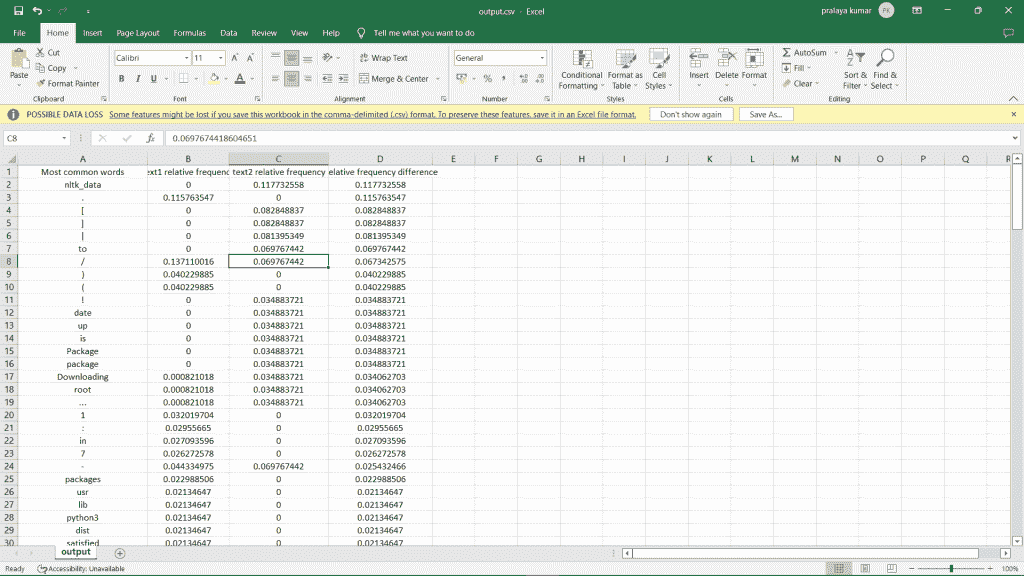 output.csv - Excel
pralaya kumar PK
File Home Insert Page Layout Formulas Data Review View Help Tell me what you want to do
Paste
Cut
Copy
Format Painter
Clipboard
Calibri 11
B I U
Font
Wrap Text
Merge & Center
Alignment
General
Number
Conditional Formatting
Format as Table
Cell Styles
Styles
Insert Delete Format
Cells
AutoSum
Fill
Clear
Sort & Filter
Find & Select
Editing
POSSIBLE DATA LOSS Some features might be lost if you save this workbook in the comma-delimited (.csv) format. To preserve these features, save it in an Excel file format. Don't show again Save As...
C8 fx 0.0697674418604651
A B C D E F G H I J K L M N O P Q R
1 Most common words ext1 relative frequenc text2 relative frequency elative frequency difference
2 nltk_data 0 0.117732558 0.117732558
3 . 0.115763547 0 0.115763547
4 [ 0 0.082848837 0.082848837
5 ] 0 0.082848837 0.082848837
6 | 0 0.081395349 0.081395349
7 to 0 0.069767442 0.069767442
8 / 0.137110016 0.069767442 0.067342575
9 ) 0.040229885 0 0.040229885
10 ( 0.040229885 0 0.040229885
11 ! 0 0.034883721 0.034883721
12 date 0 0.034883721 0.034883721
13 up 0 0.034883721 0.034883721
14 is 0 0.034883721 0.034883721
15 Package 0 0.034883721 0.034883721
16 package 0 0.034883721 0.034883721
17 Downloading 0.000821018 0.034883721 0.034062703
18 root 0.000821018 0.034883721 0.034062703
19 ... 0.000821018 0.034883721 0.034062703
20 1 0.032019704 0 0.032019704
21 : 0.02955665 0 0.02955665
22 in 0.027093596 0 0.027093596
23 7 0.026272578 0 0.026272578
24 - 0.044334975 0.069767442 0.025432466
25 packages 0.022988506 0 0.022988506
26 usr 0.02134647 0 0.02134647
27 lib 0.02134647 0 0.02134647
28 python3 0.02134647 0 0.02134647
29 dist 0.02134647 0 0.02134647
30 satisfied 0.02134647 0 0.02134647
output
Ready Accessibility: Unavailable 100%